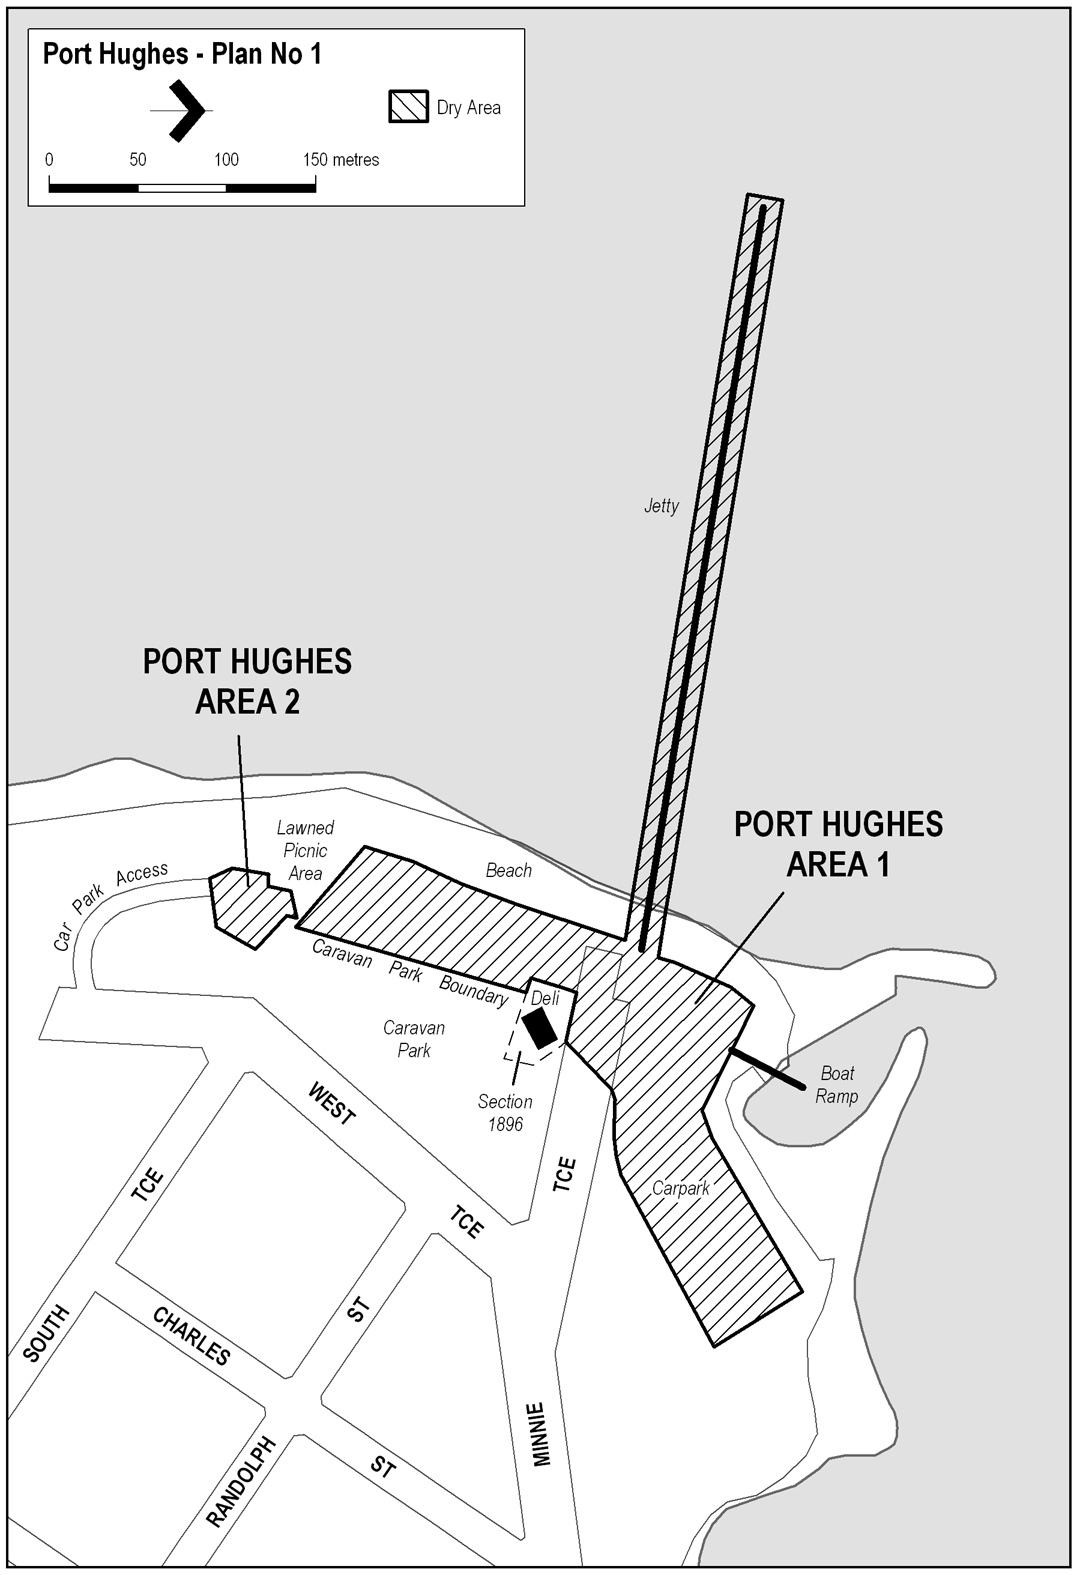 Port Hughes - Plan No 1
Dry Area
0 50 100 150 metres
Jetty
PORT HUGHES
AREA 2
PORT HUGHES
AREA 1
Lawned
Picnic
Area
Beach
Car Park Access
Caravan Park Boundary
Deli
Caravan
Park
Section
1896
Boat
Ramp
Carpark
WEST
TCE
TCE
MINNIE
SOUTH
TCE
CHARLES
ST
RANDOLPH
ST